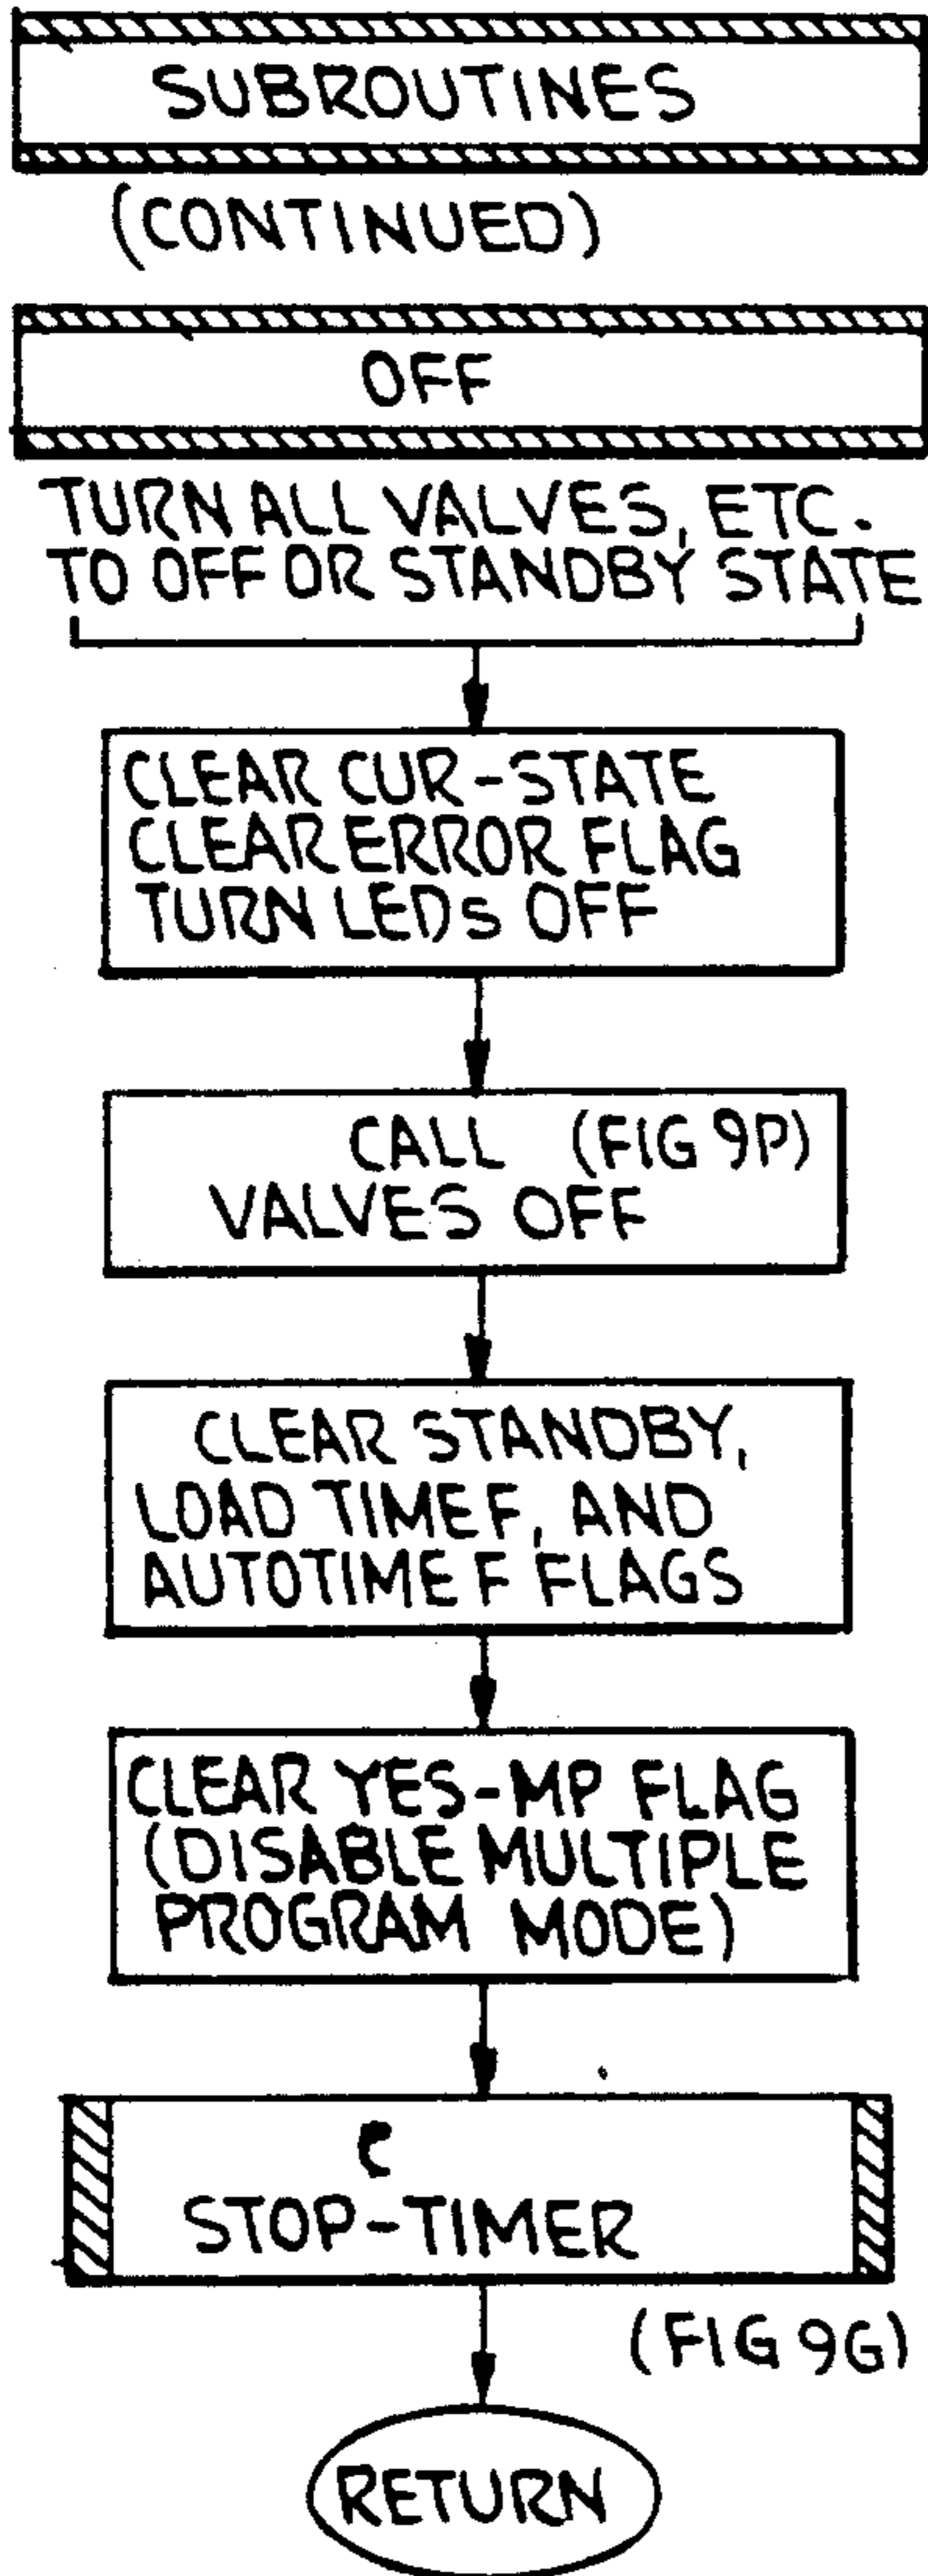 SUBROUTINES
(CONTINUED)
OFF
TURN ALL VALVES, ETC.
TO OFF OR STANDBY STATE
CLEAR CUR-STATE
CLEAR ERROR FLAG
TURN LEDs OFF
CALL (FIG 9P)
VALVES OFF
CLEAR STANDBY,
LOAD TIMEF, AND
AUTOTIMEF FLAGS
CLEAR YES-MP FLAG
(DISABLE MULTIPLE
PROGRAM MODE)
STOP-TIMER
(FIG 9G)
RETURN